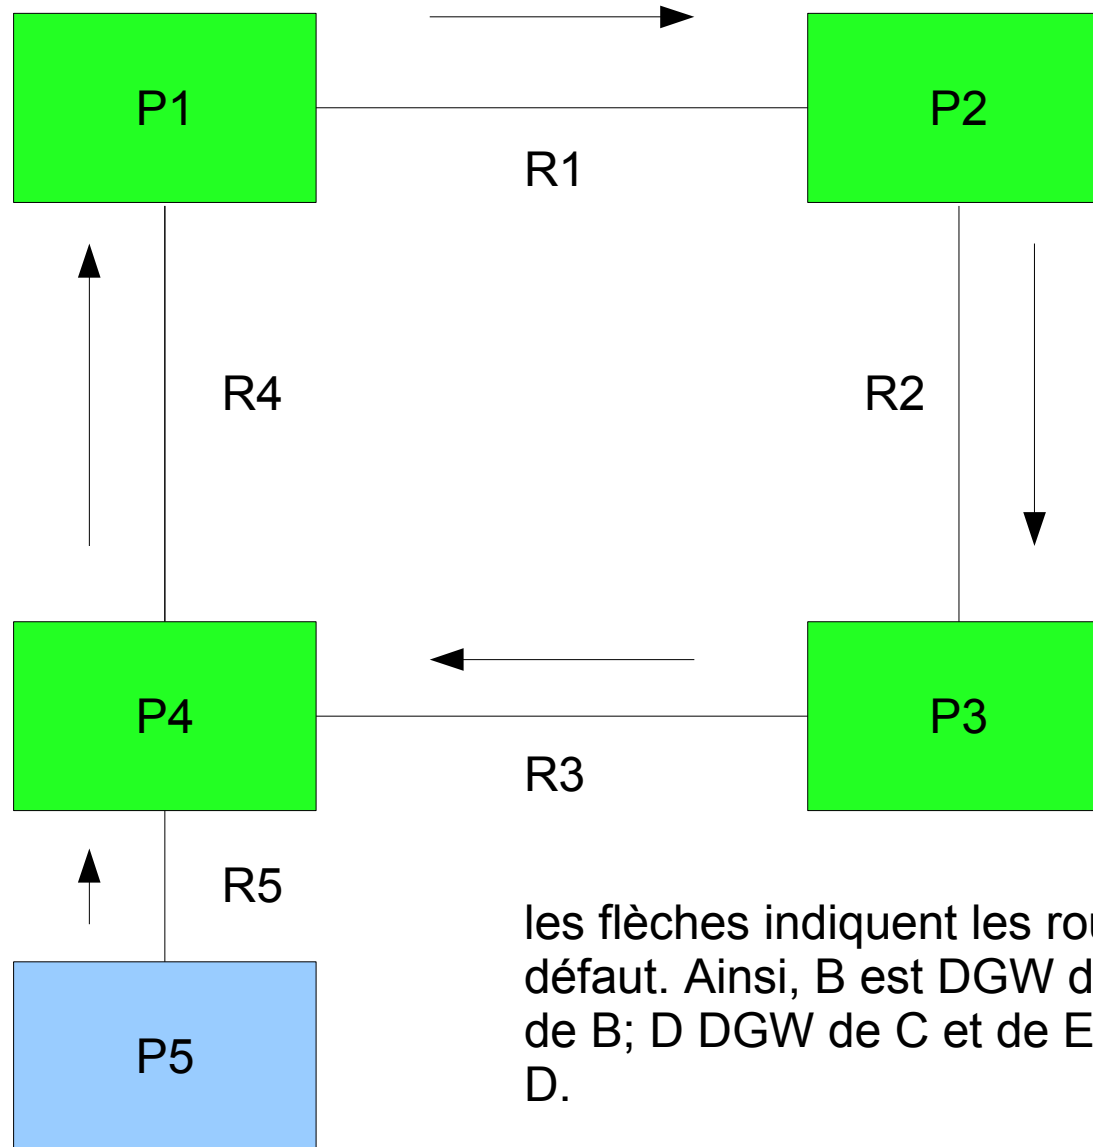 P1
P2
R1
R4
R2
P4
P3
R3
R5
les flèches indiquent les
défaut. Ainsi, B est DGW
de B; D DGW de C et de E
D.
P5